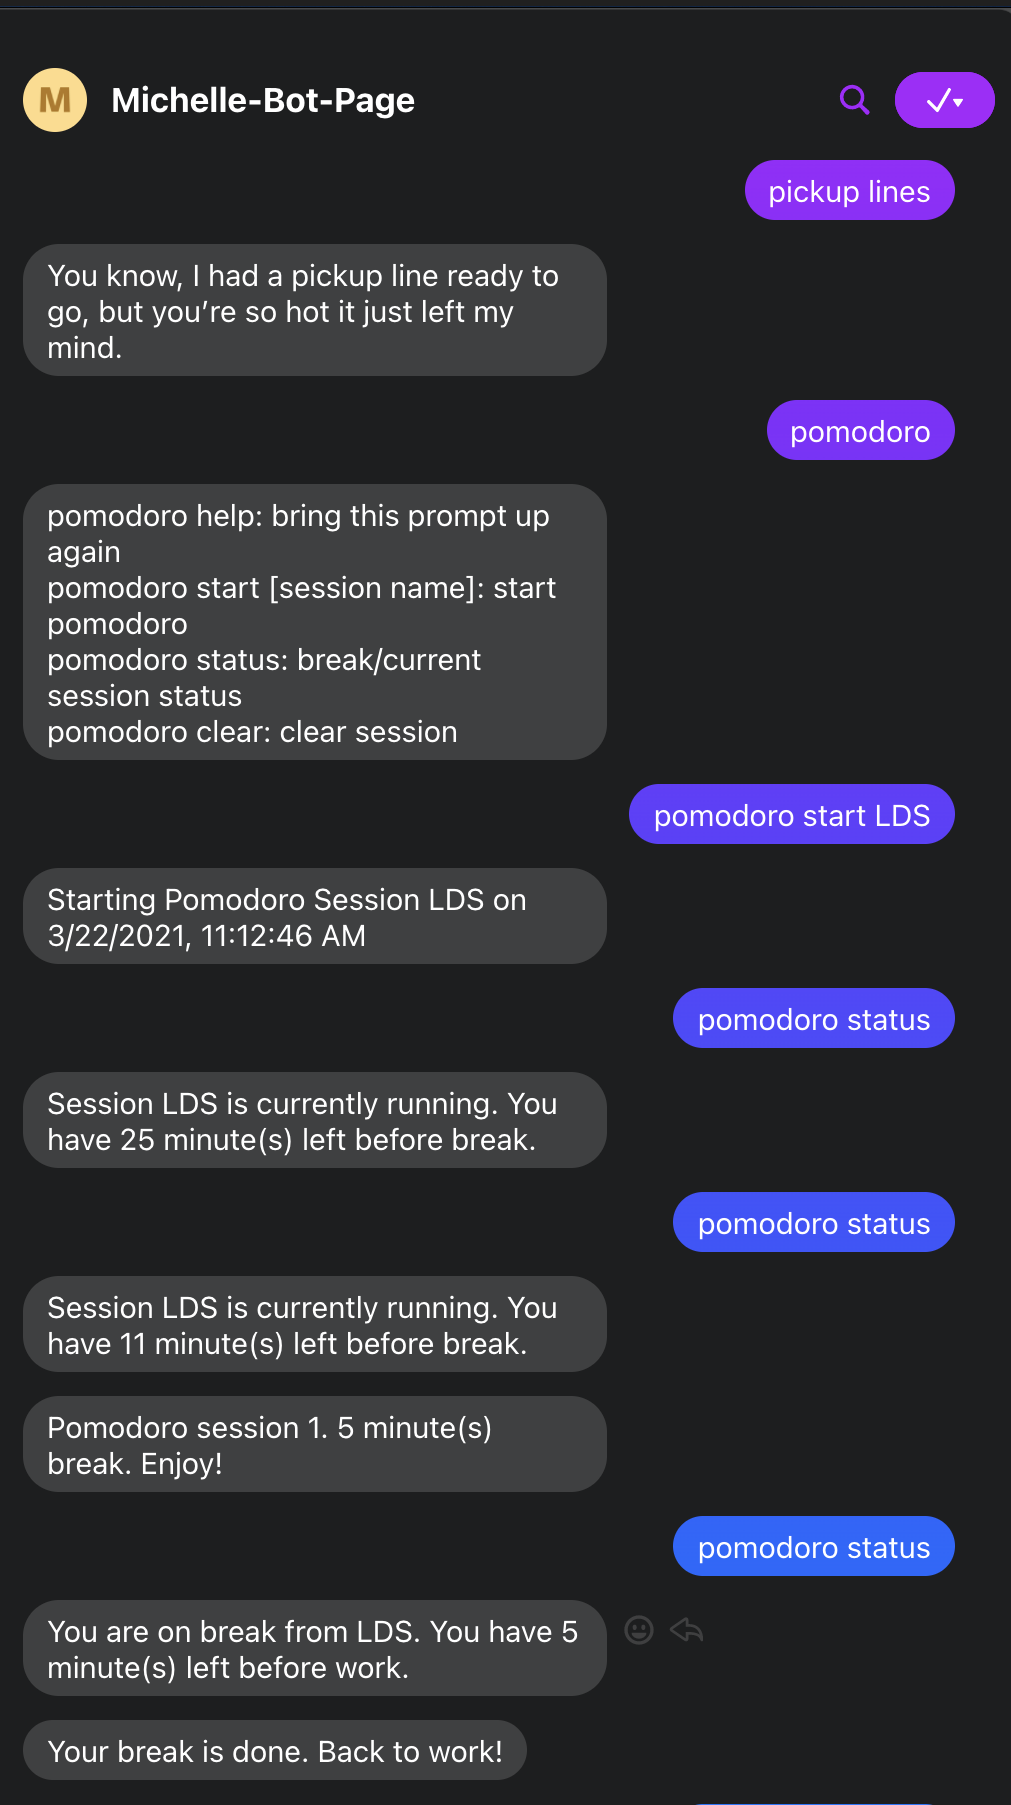 M
Michelle-Bot-Page
pickup lines
You know, I had a pickup line ready to
go, but you’re so hot it just left my
mind.
pomodoro
pomodoro help: bring this prompt up
again
pomodoro start [session name]: start
pomodoro
pomodoro status: break/current
session status
pomodoro clear: clear session
pomodoro start LDS
Starting Pomodoro Session LDS on
3/22/2021, 11:12:46 AM
pomodoro status
Session LDS is currently running. You
have 25 minute(s) left before break.
pomodoro status
Session LDS is currently running. You
have 11 minute(s) left before break.
Pomodoro session 1. 5 minute(s)
break. Enjoy!
pomodoro status
You are on break from LDS. You have 5
minute(s) left before work.
Your break is done. Back to work!